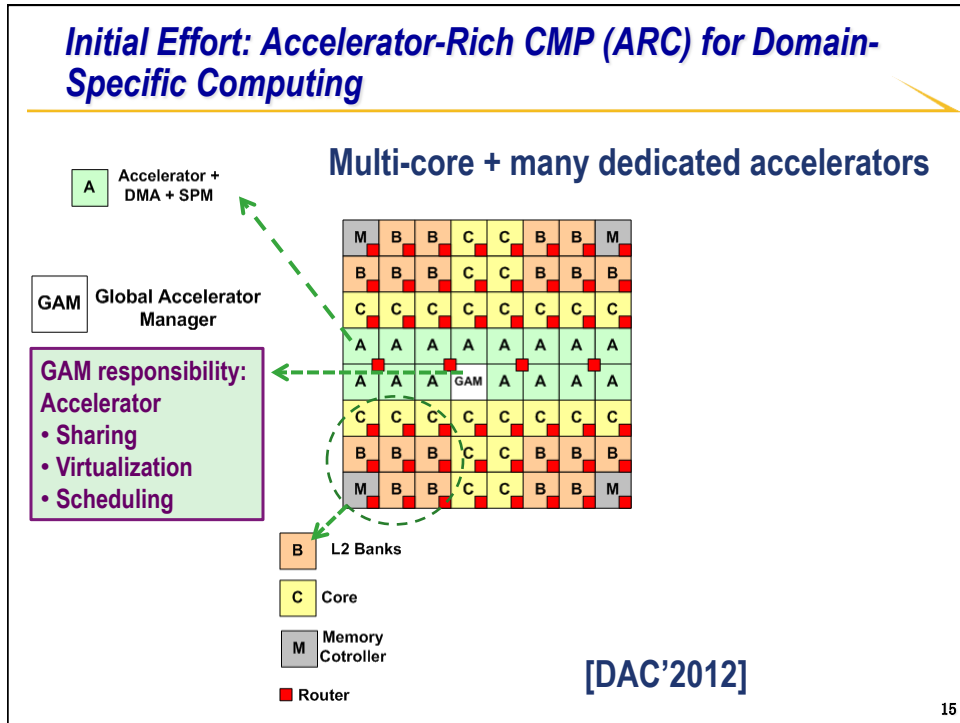 Initial Effort: Accelerator-Rich CMP (ARC) for Domain-
Specific Computing
Multi-core + many dedicated accelerators
A Accelerator +
DMA + SPM
GAM Global Accelerator
Manager
GAM responsibility:
Accelerator
• Sharing
• Virtualization
• Scheduling
M B B C C B B M
B B B C C B B B
C C C C C C C C
A A A A A A A A
A A A GAM A A A A
C C C C C C C C
B B B C C B B B
M B B C C B B M
B L2 Banks
C Core
M Memory
Cotroller
Router
[DAC'2012]
15